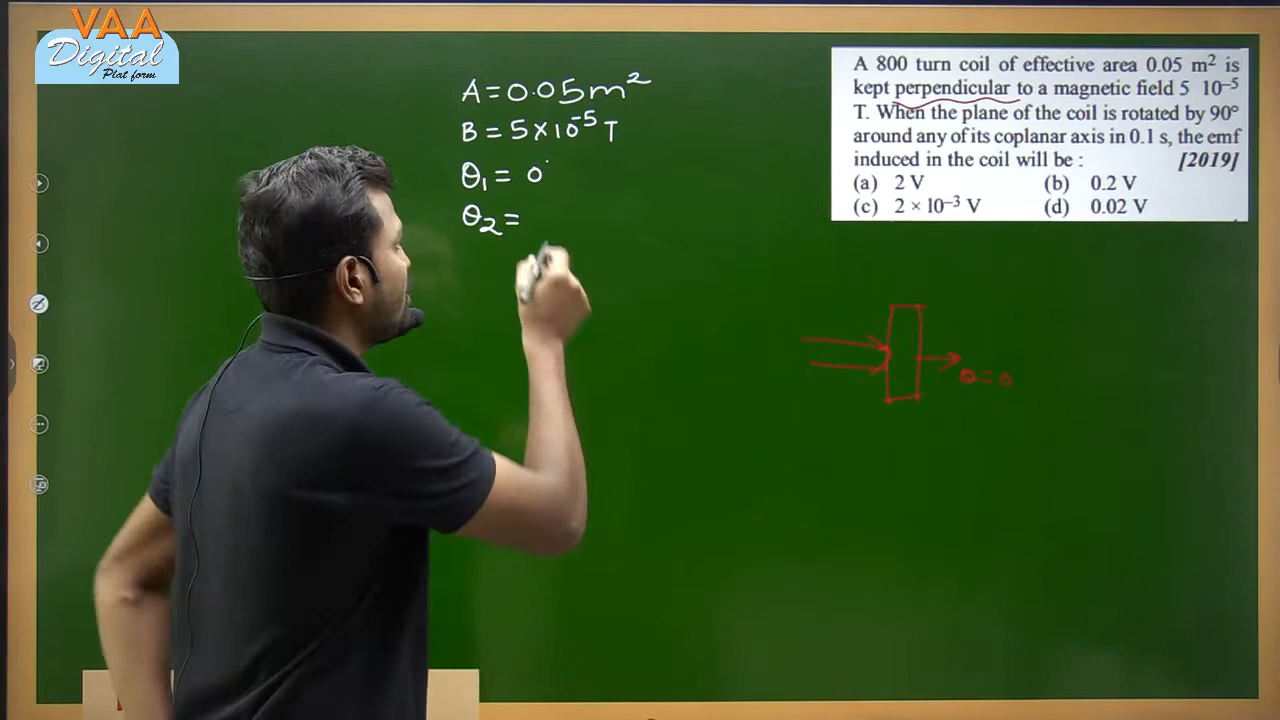 VAA
Digital
Plat form
A = 0.05 m²
B = 5 × 10⁻⁵ T
θ₁ = 0°
θ₂ =
A 800 turn coil of effective area 0.05 m² is
kept perpendicular to a magnetic field 5 10⁻⁵
T. When the plane of the coil is rotated by 90°
around any of its coplanar axis in 0.1 s, the emf
induced in the coil will be : [2019]
(a) 2 V (b) 0.2 V
(c) 2 × 10⁻³ V (d) 0.02 V
θ = 0